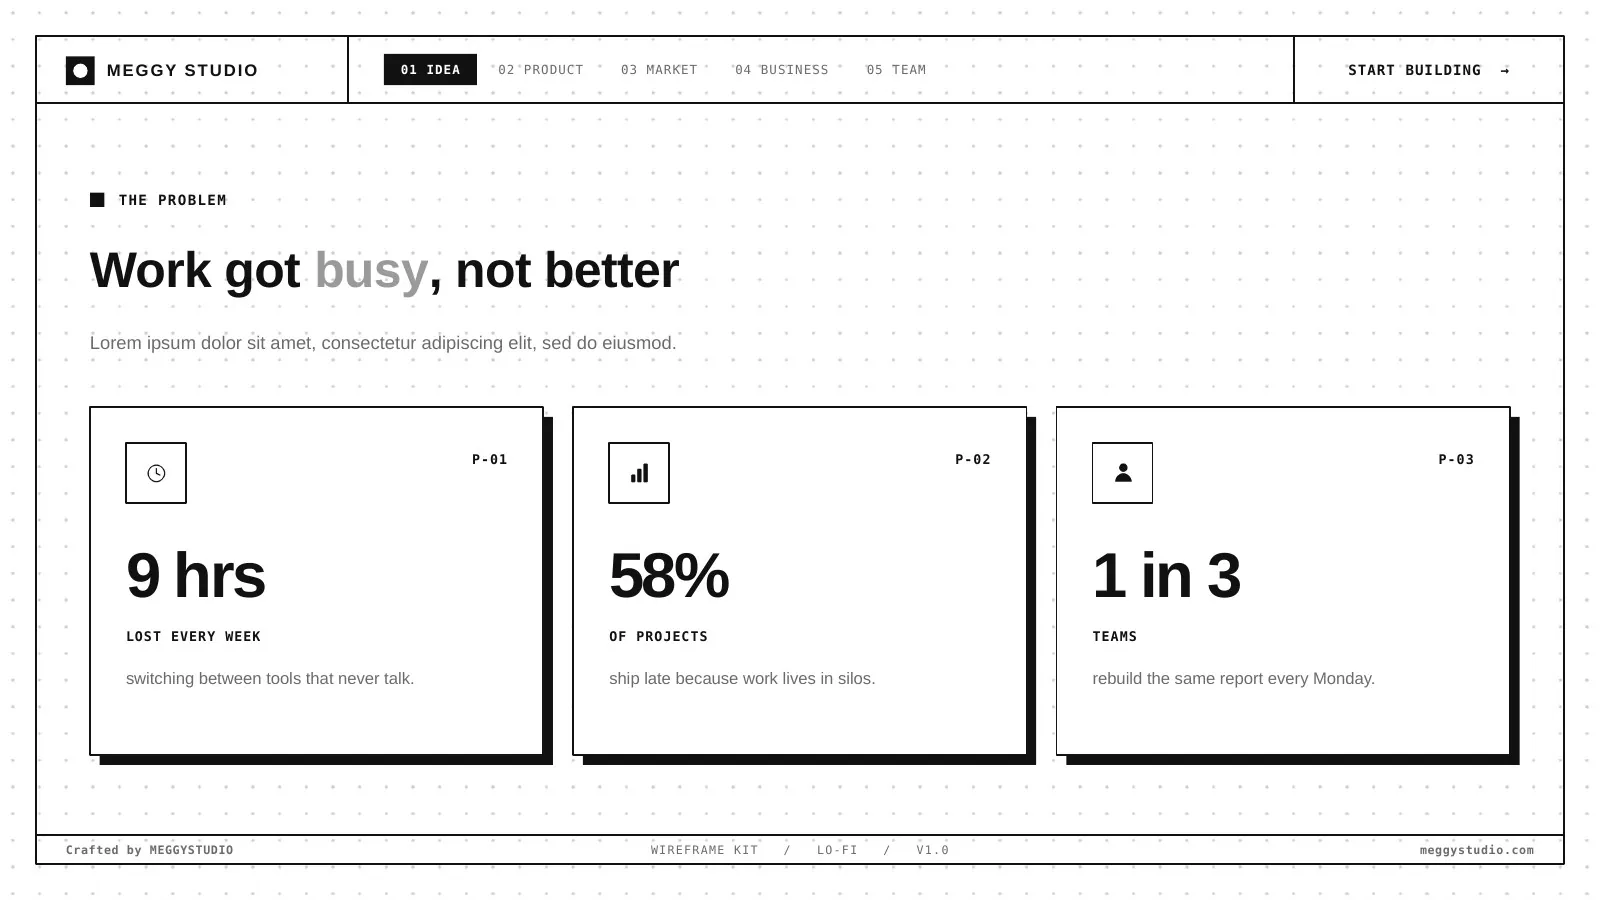 MEGGY STUDIO
01 IDEA 02 PRODUCT 03 MARKET 04 BUSINESS 05 TEAM
START BUILDING →
THE PROBLEM
Work got busy, not better
Lorem ipsum dolor sit amet, consectetur adipiscing elit, sed do eiusmod.
P-01
9 hrs
LOST EVERY WEEK
switching between tools that never talk.
P-02
58%
OF PROJECTS
ship late because work lives in silos.
P-03
1 in 3
TEAMS
rebuild the same report every Monday.
Crafted by MEGGYSTUDIO
WIREFRAME KIT / LO-FI / V1.0
meggystudio.com